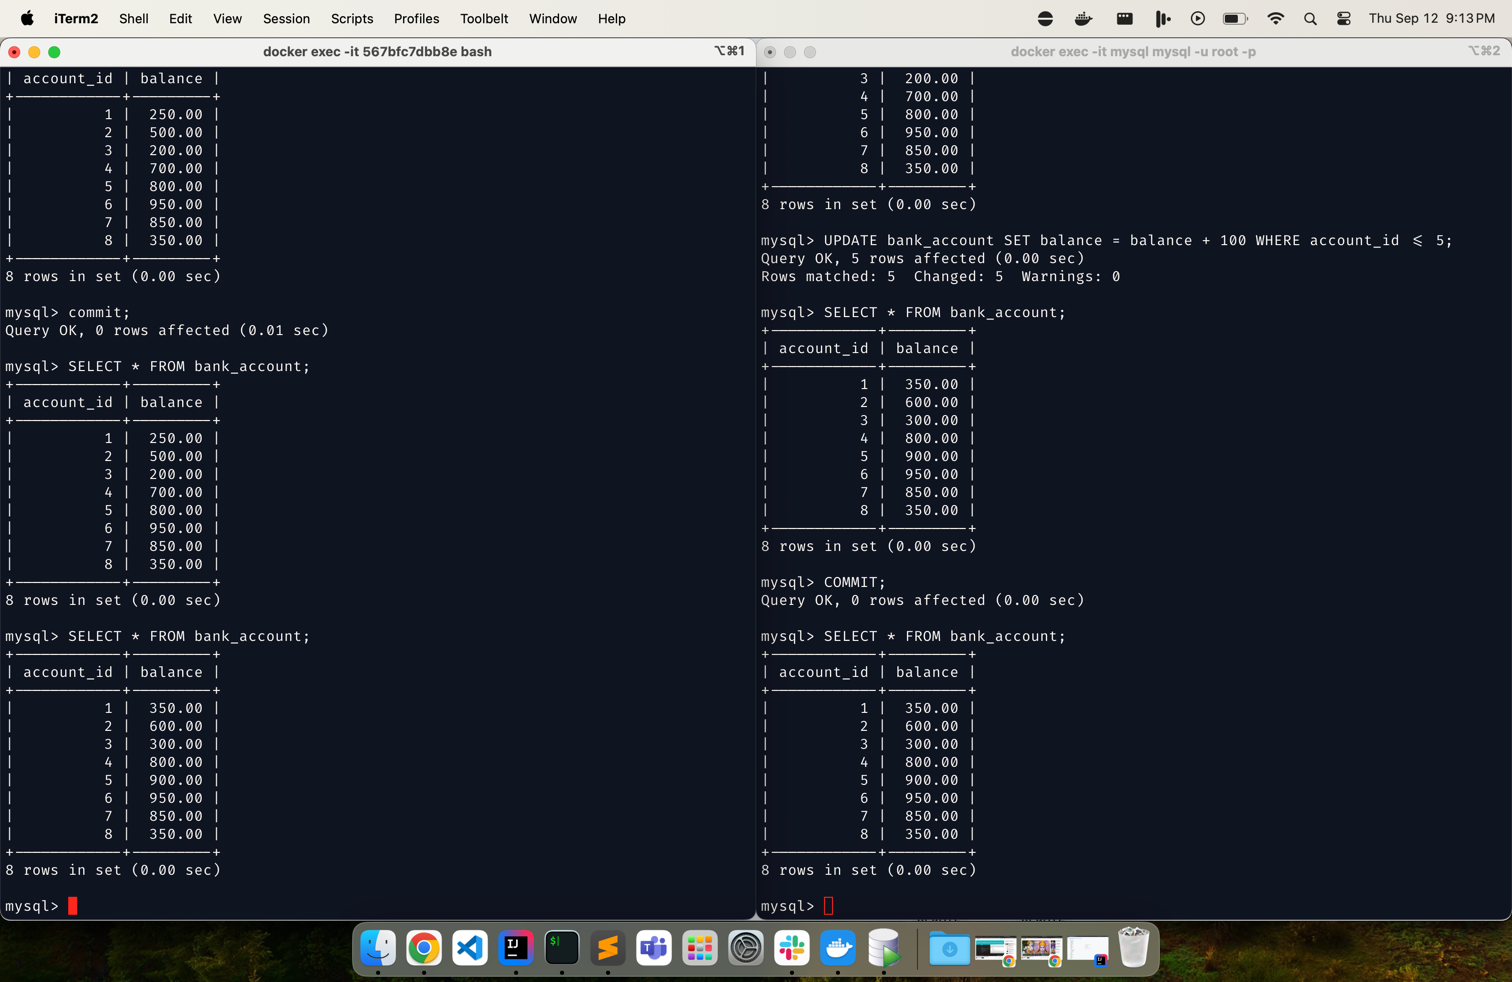 iTerm2 Shell Edit View Session Scripts Profiles Toolbelt Window Help Thu Sep 12 9:13 PM
docker exec -it 567bfc7dbb8e bash ⌥⌘1
| account_id | balance |
+------------+---------+
| 1 | 250.00 |
| 2 | 500.00 |
| 3 | 200.00 |
| 4 | 700.00 |
| 5 | 800.00 |
| 6 | 950.00 |
| 7 | 850.00 |
| 8 | 350.00 |
+------------+---------+
8 rows in set (0.00 sec)
mysql> commit;
Query OK, 0 rows affected (0.01 sec)
mysql> SELECT * FROM bank_account;
+------------+---------+
| account_id | balance |
+------------+---------+
| 1 | 250.00 |
| 2 | 500.00 |
| 3 | 200.00 |
| 4 | 700.00 |
| 5 | 800.00 |
| 6 | 950.00 |
| 7 | 850.00 |
| 8 | 350.00 |
+------------+---------+
8 rows in set (0.00 sec)
mysql> SELECT * FROM bank_account;
+------------+---------+
| account_id | balance |
+------------+---------+
| 1 | 350.00 |
| 2 | 600.00 |
| 3 | 300.00 |
| 4 | 800.00 |
| 5 | 900.00 |
| 6 | 950.00 |
| 7 | 850.00 |
| 8 | 350.00 |
+------------+---------+
8 rows in set (0.00 sec)
mysql>
docker exec -it mysql mysql -u root -p ⌥⌘2
| 3 | 200.00 |
| 4 | 700.00 |
| 5 | 800.00 |
| 6 | 950.00 |
| 7 | 850.00 |
| 8 | 350.00 |
+------------+---------+
8 rows in set (0.00 sec)
mysql> UPDATE bank_account SET balance = balance + 100 WHERE account_id <= 5;
Query OK, 5 rows affected (0.00 sec)
Rows matched: 5 Changed: 5 Warnings: 0
mysql> SELECT * FROM bank_account;
+------------+---------+
| account_id | balance |
+------------+---------+
| 1 | 350.00 |
| 2 | 600.00 |
| 3 | 300.00 |
| 4 | 800.00 |
| 5 | 900.00 |
| 6 | 950.00 |
| 7 | 850.00 |
| 8 | 350.00 |
+------------+---------+
8 rows in set (0.00 sec)
mysql> COMMIT;
Query OK, 0 rows affected (0.00 sec)
mysql> SELECT * FROM bank_account;
+------------+---------+
| account_id | balance |
+------------+---------+
| 1 | 350.00 |
| 2 | 600.00 |
| 3 | 300.00 |
| 4 | 800.00 |
| 5 | 900.00 |
| 6 | 950.00 |
| 7 | 850.00 |
| 8 | 350.00 |
+------------+---------+
8 rows in set (0.00 sec)
mysql>
IJ
$|